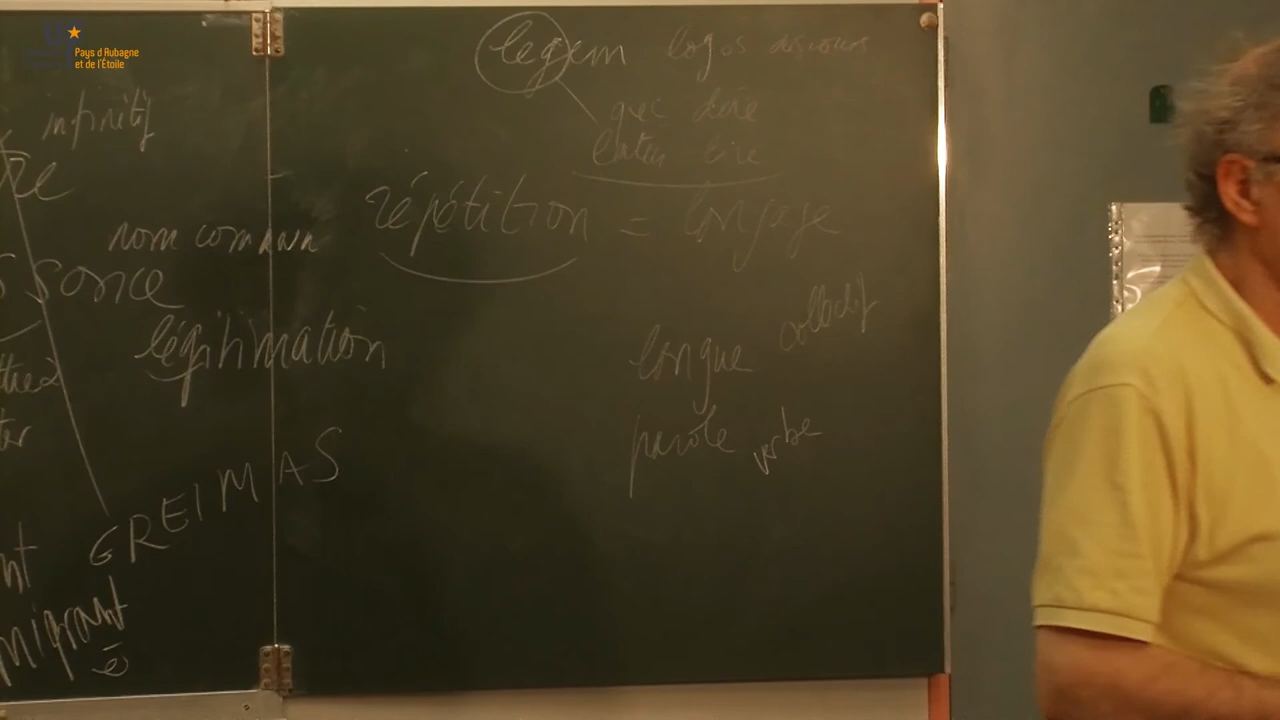 Pays d'Aubagne
et de l'Étoile
infinitif
nom commun
légitimation
GREIMAS
migrant
legem logos discours
grec dire
latin lire
répétition = langage
langue collectif
parole verbe